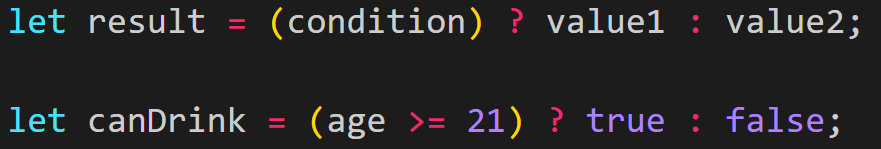 let result = (condition) ? value1 : value2;
let canDrink = (age >= 21) ? true : false;